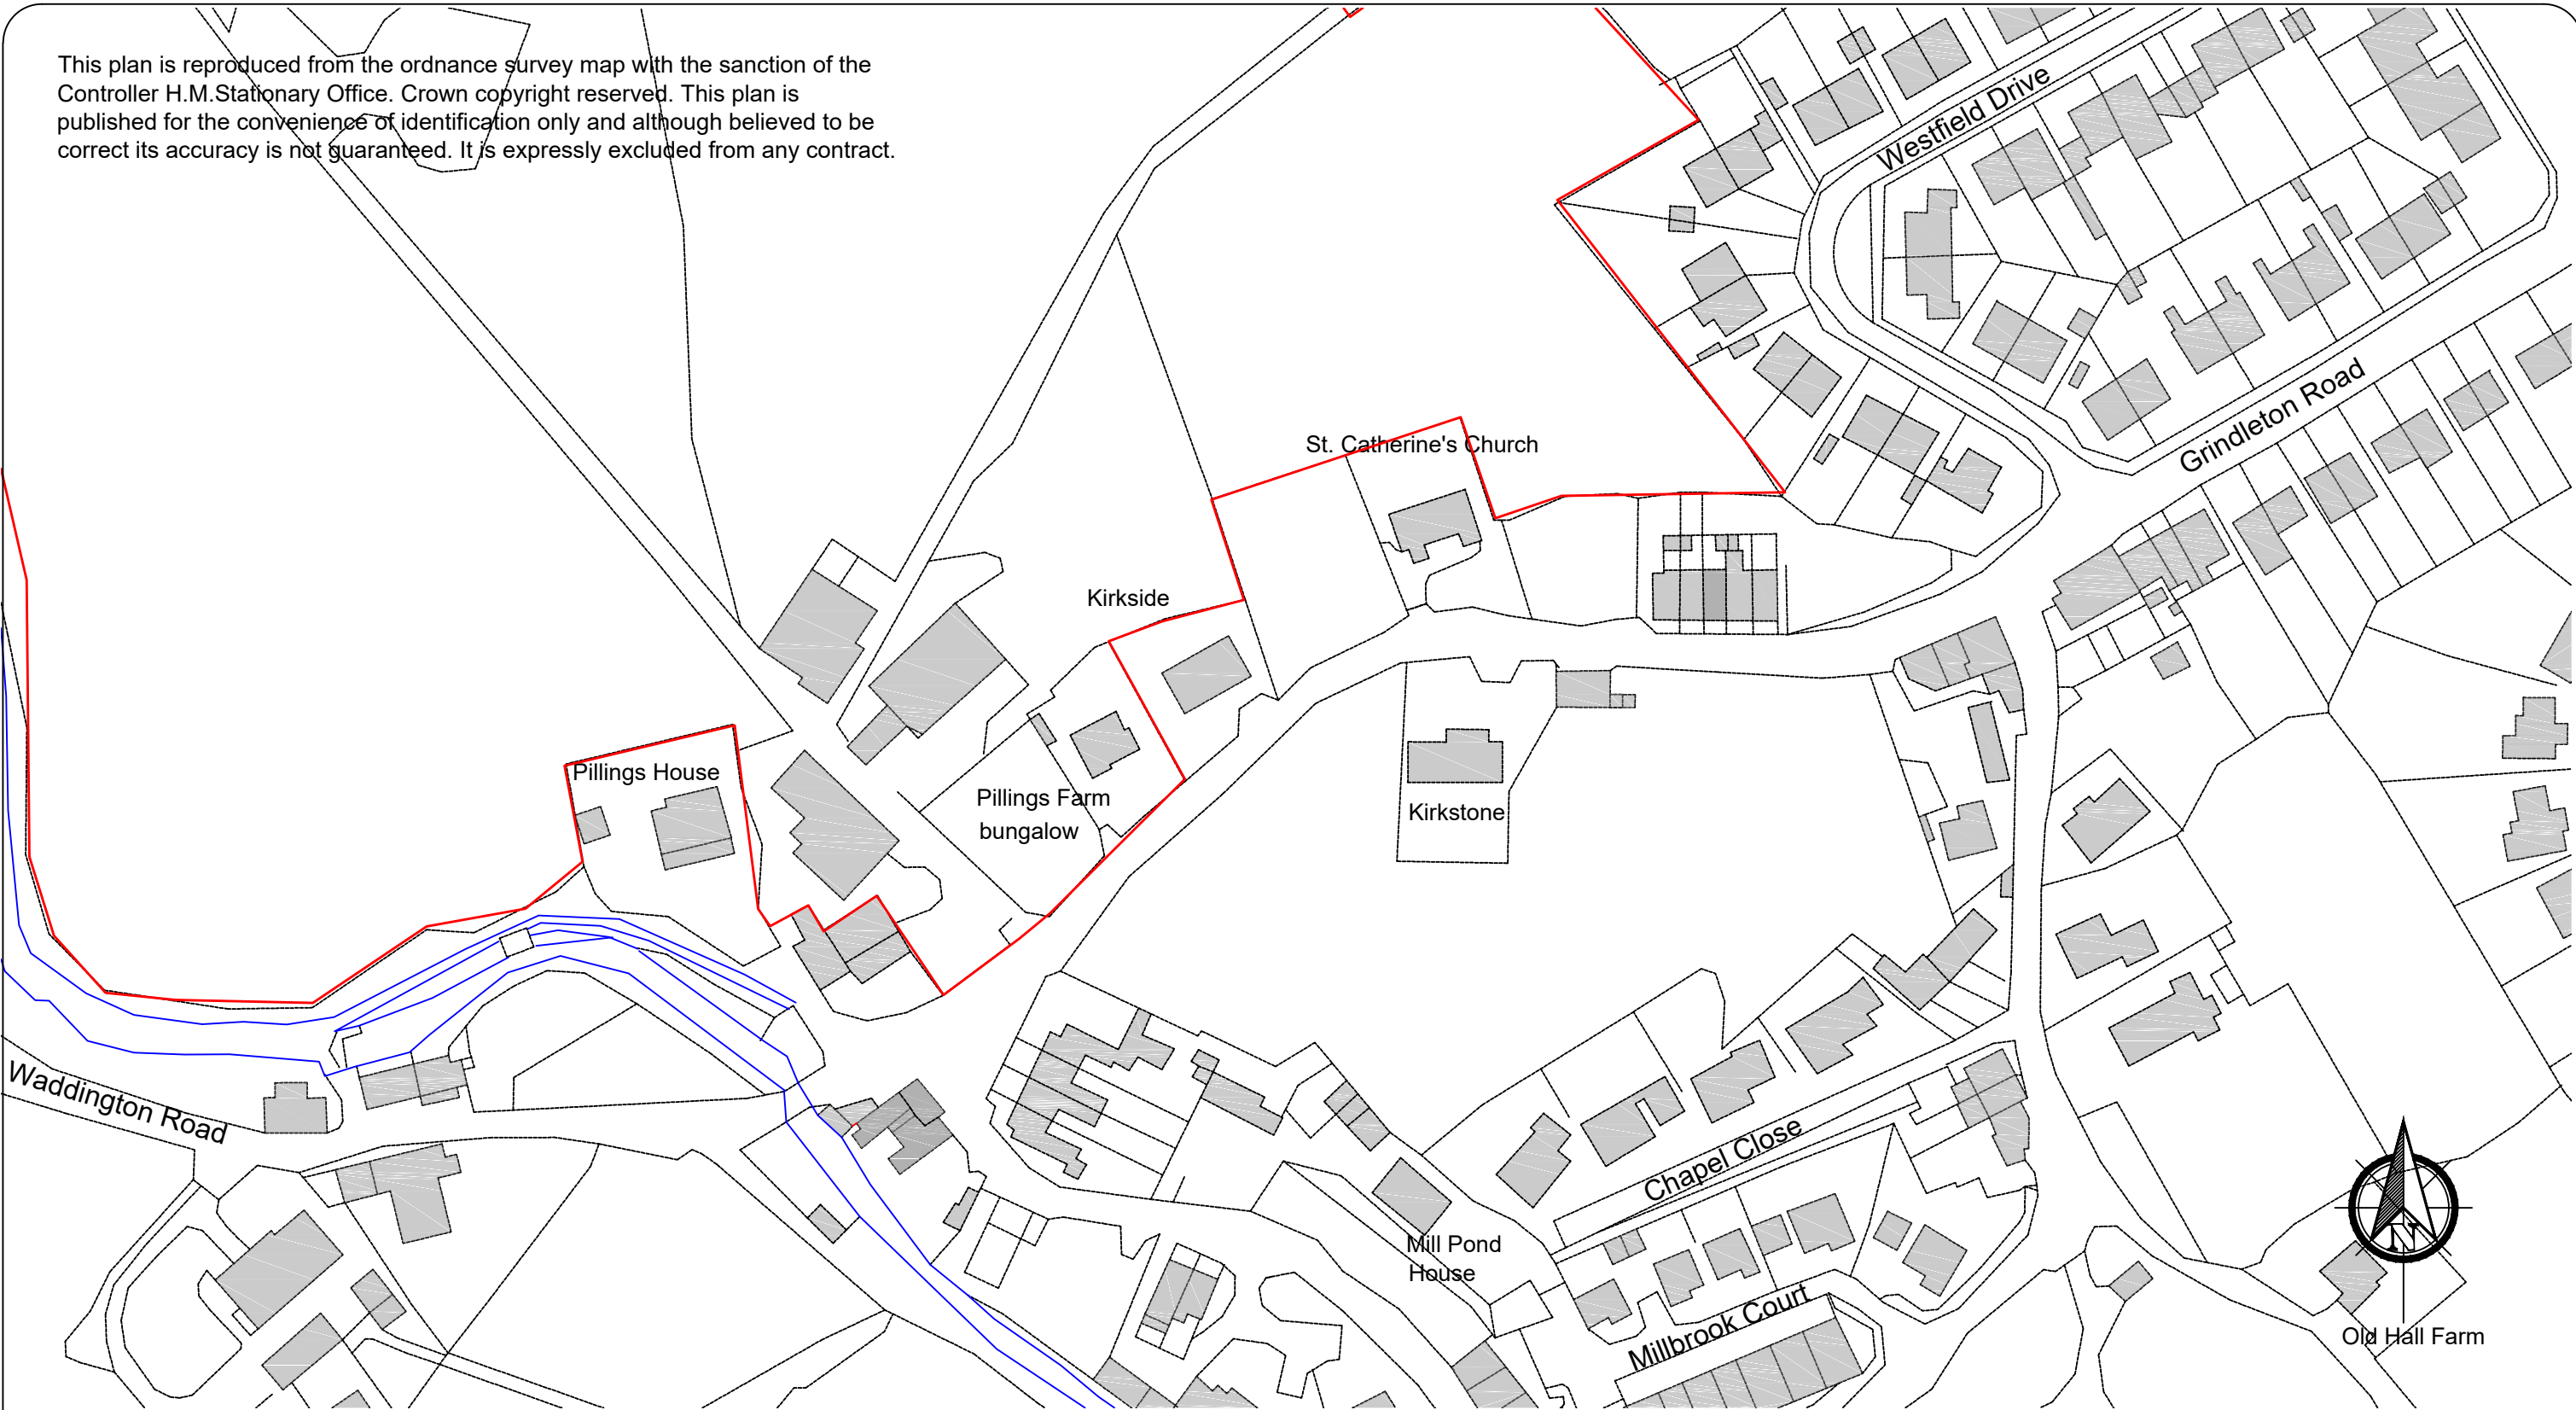 This plan is reproduced from the ordnance survey map with the sanction of the
Controller H.M.Stationary Office. Crown copyright reserved. This plan is
published for the convenience of identification only and although believed to be
correct its accuracy is not guaranteed. It is expressly excluded from any contract.
Westfield Drive
Grindleton Road
St. Catherine's Church
Kirkside
Pillings House
Pillings Farm
bungalow
Kirkstone
Waddington Road
Chapel Close
Mill Pond
House
Millbrook Court
N
Old Hall Farm